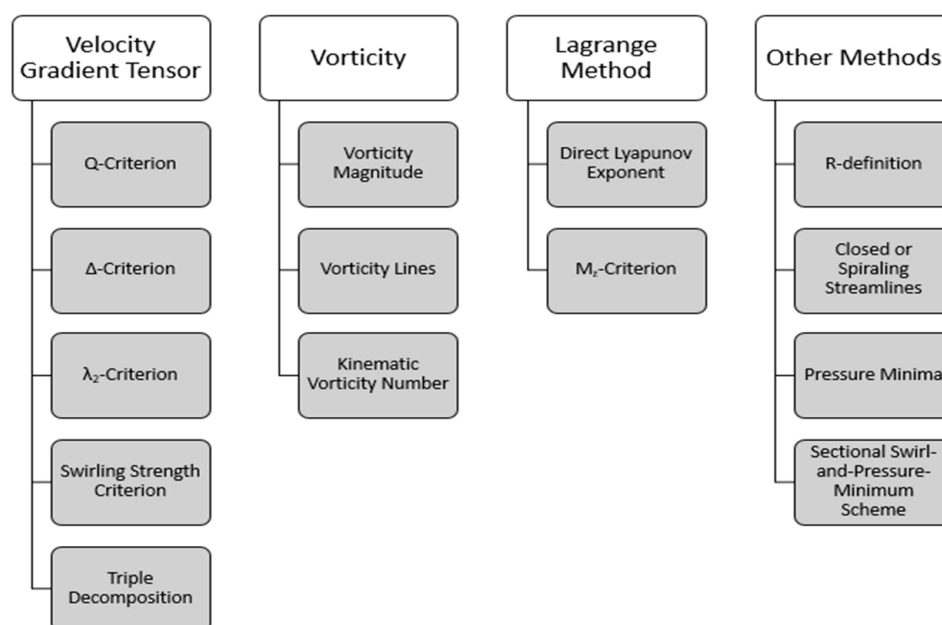 Velocity
Gradient Tensor
Q-Criterion
Δ-Criterion
λ₂-Criterion
Swirling Strength
Criterion
Triple
Decomposition
Vorticity
Vorticity
Magnitude
Vorticity Lines
Kinematic
Vorticity Number
Lagrange
Method
Direct Lyapunov
Exponent
M_z-Criterion
Other Methods
R-definition
Closed or
Spiraling
Streamlines
Pressure Minima
Sectional Swirl-
and-Pressure-
Minimum
Scheme